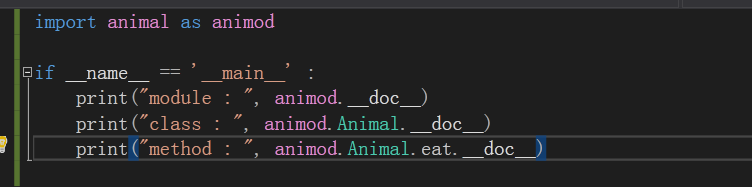 import animal as animod
if __name__ == '__main__' :
print("module : ", animod.__doc__)
print("class : ", animod.Animal.__doc__)
print("method : ", animod.Animal.eat.__doc__)